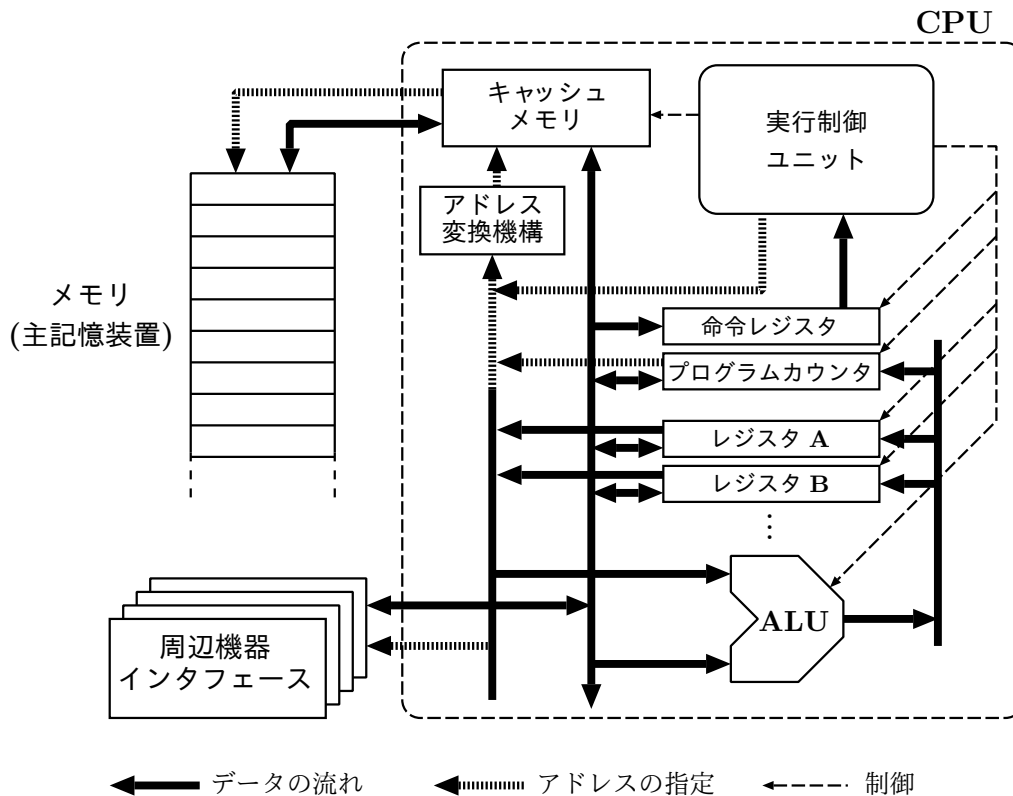 CPU
キャッシュ
メモリ
実行制御
ユニット
アドレス
変換機構
メモリ
(主記憶装置)
命令レジスタ
プログラムカウンタ
レジスタ A
レジスタ B
ALU
周辺機器
インタフェース
データの流れ
アドレスの指定
制御